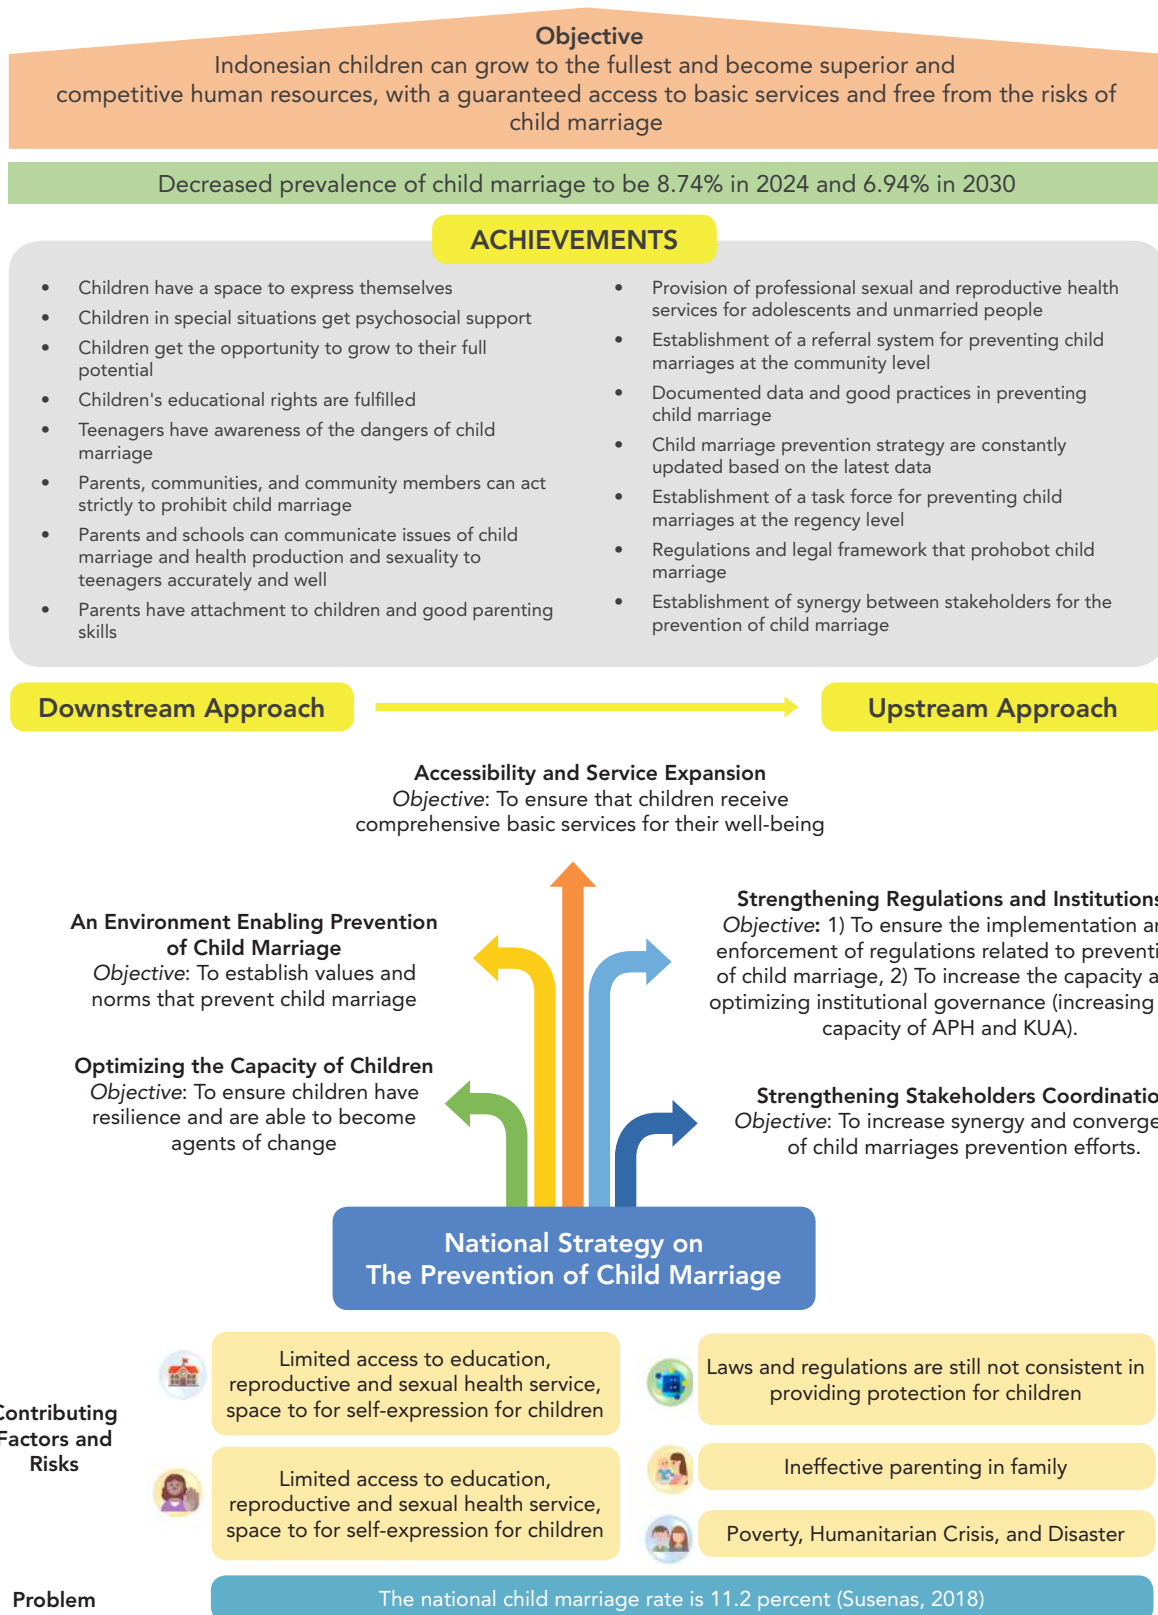 Objective
Indonesian children can grow to the fullest and become superior and
competitive human resources, with a guaranteed access to basic services and free from the risks of
child marriage
Decreased prevalence of child marriage to be 8.74% in 2024 and 6.94% in 2030
ACHIEVEMENTS
• Children have a space to express themselves
• Children in special situations get psychosocial support
• Children get the opportunity to grow to their full
potential
• Children's educational rights are fulfilled
• Teenagers have awareness of the dangers of child
marriage
• Parents, communities, and community members can act
strictly to prohibit child marriage
• Parents and schools can communicate issues of child
marriage and health production and sexuality to
teenagers accurately and well
• Parents have attachment to children and good parenting
skills
• Provision of professional sexual and reproductive health
services for adolescents and unmarried people
• Establishment of a referral system for preventing child
marriages at the community level
• Documented data and good practices in preventing
child marriage
• Child marriage prevention strategy are constantly
updated based on the latest data
• Establishment of a task force for preventing child
marriages at the regency level
• Regulations and legal framework that prohobot child
marriage
• Establishment of synergy between stakeholders for the
prevention of child marriage
Downstream Approach
Upstream Approach
Accessibility and Service Expansion
Objective: To ensure that children receive
comprehensive basic services for their well-being
An Environment Enabling Prevention
of Child Marriage
Objective: To establish values and
norms that prevent child marriage
Optimizing the Capacity of Children
Objective: To ensure children have
resilience and are able to become
agents of change
Strengthening Regulations and Institutions
Objective: 1) To ensure the implementation an
enforcement of regulations related to preventi
of child marriage, 2) To increase the capacity a
optimizing institutional governance (increasing
capacity of APH and KUA).
Strengthening Stakeholders Coordinatio
Objective: To increase synergy and converge
of child marriages prevention efforts.
National Strategy on
The Prevention of Child Marriage
Contributing
Factors and
Risks
Limited access to education,
reproductive and sexual health service,
space to for self-expression for children
Limited access to education,
reproductive and sexual health service,
space to for self-expression for children
Laws and regulations are still not consistent in
providing protection for children
Ineffective parenting in family
Poverty, Humanitarian Crisis, and Disaster
Problem
The national child marriage rate is 11.2 percent (Susenas, 2018)